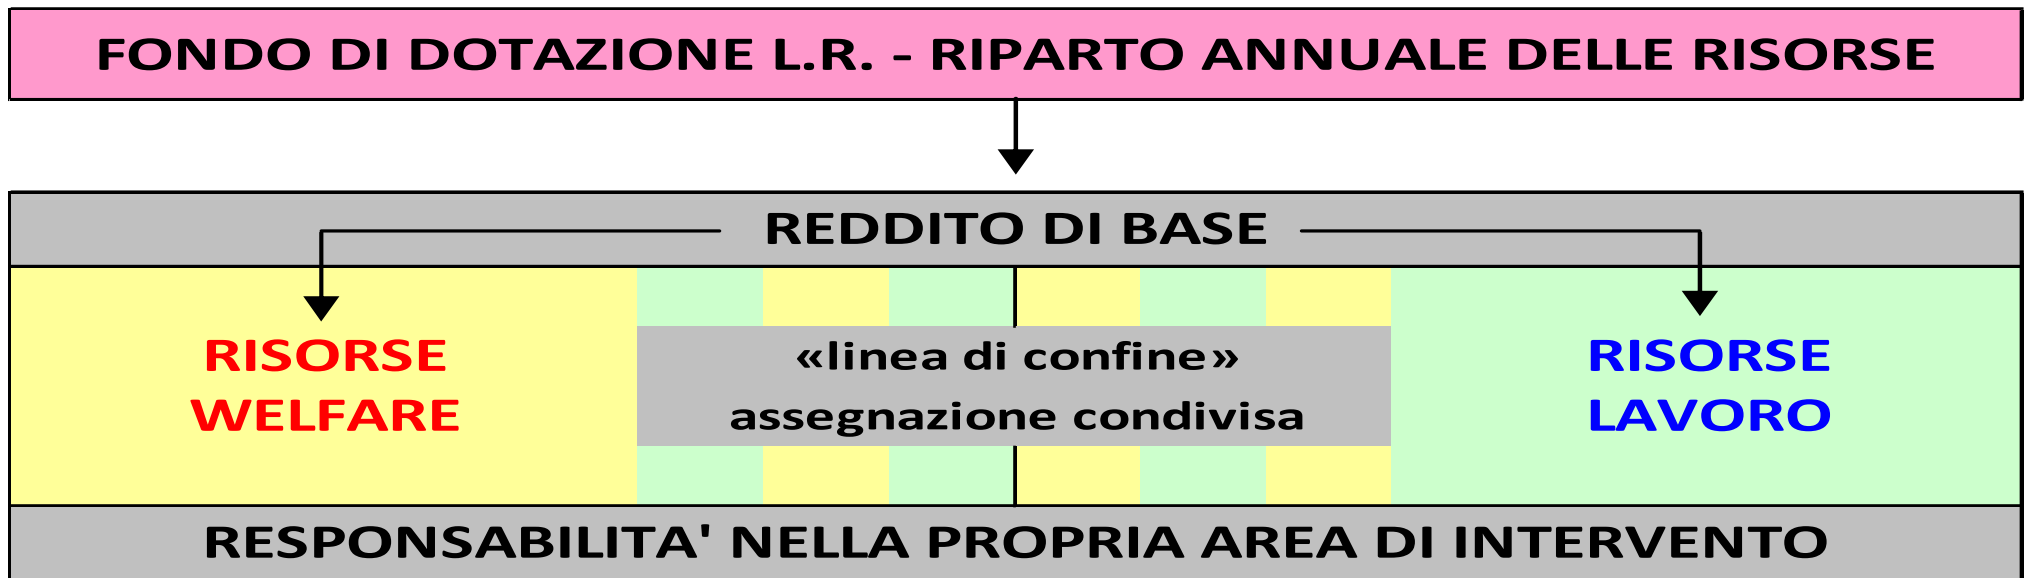 FONDO DI DOTAZIONE L.R. - RIPARTO ANNUALE DELLE RISORSE
REDDITO DI BASE
RISORSE
WELFARE
«linea di confine»
assegnazione condivisa
RISORSE
LAVORO
RESPONSABILITA' NELLA PROPRIA AREA DI INTERVENTO